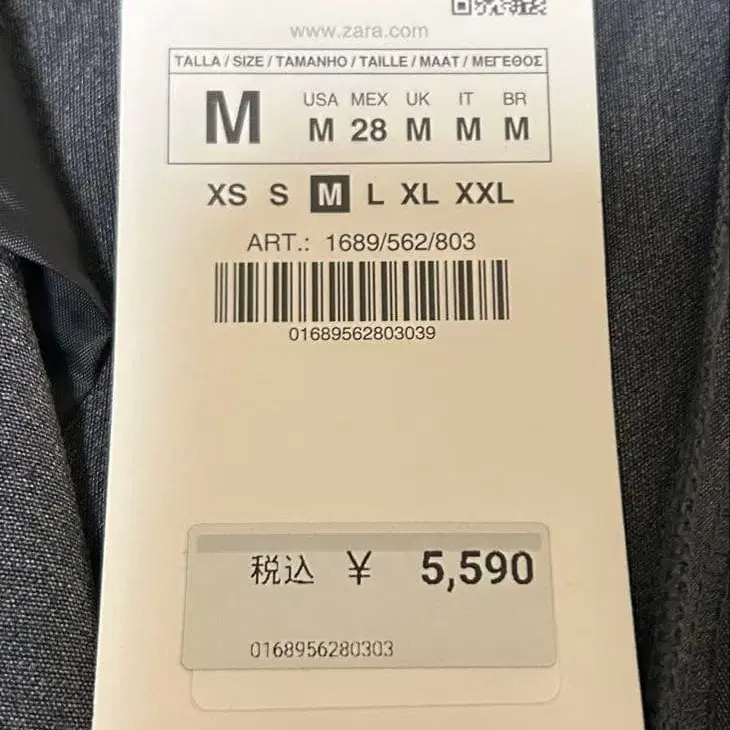 www.zara.com
TALLA / SIZE / TAMANHO / TAILLE / MAAT / ΜΕΓΕΘΟΣ
M
USA MEX UK IT BR
M 28 M M M
XS S M L XL XXL
ART.: 1689/562/803
01689562803039
税込 ¥ 5,590
0168956280303